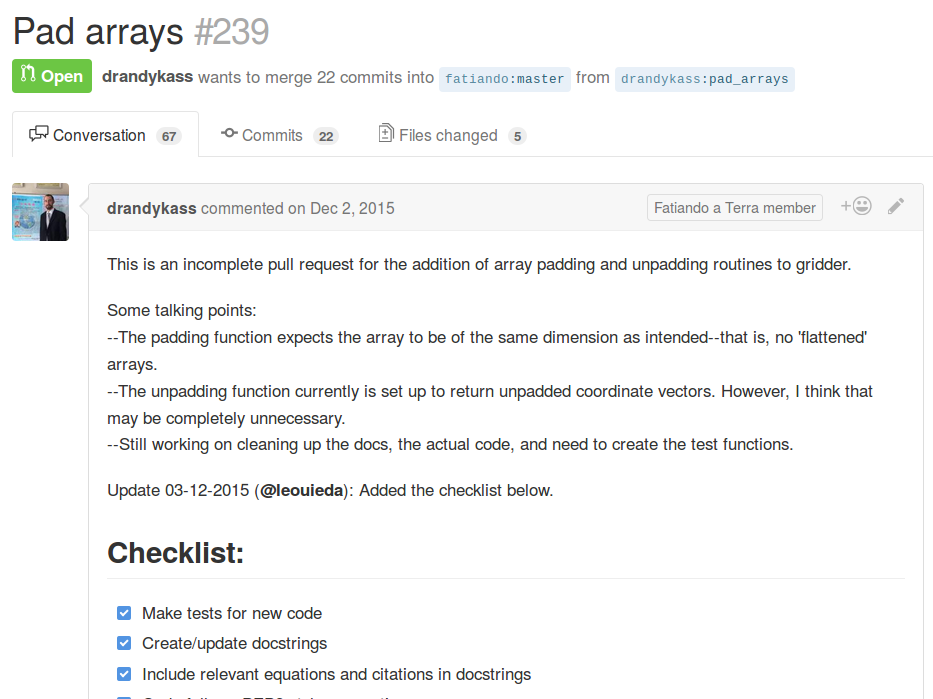 Pad arrays #239
Open drandykass wants to merge 22 commits into fatiando:master from drandykass:pad_arrays
Conversation 67 Commits 22 Files changed 5
drandykass commented on Dec 2, 2015 Fatiando a Terra member
This is an incomplete pull request for the addition of array padding and unpadding routines to gridder.
Some talking points:
--The padding function expects the array to be of the same dimension as intended--that is, no 'flattened'
arrays.
--The unpadding function currently is set up to return unpadded coordinate vectors. However, I think that
may be completely unnecessary.
--Still working on cleaning up the docs, the actual code, and need to create the test functions.
Update 03-12-2015 (@leouieda): Added the checklist below.
Checklist:
Make tests for new code
Create/update docstrings
Include relevant equations and citations in docstrings